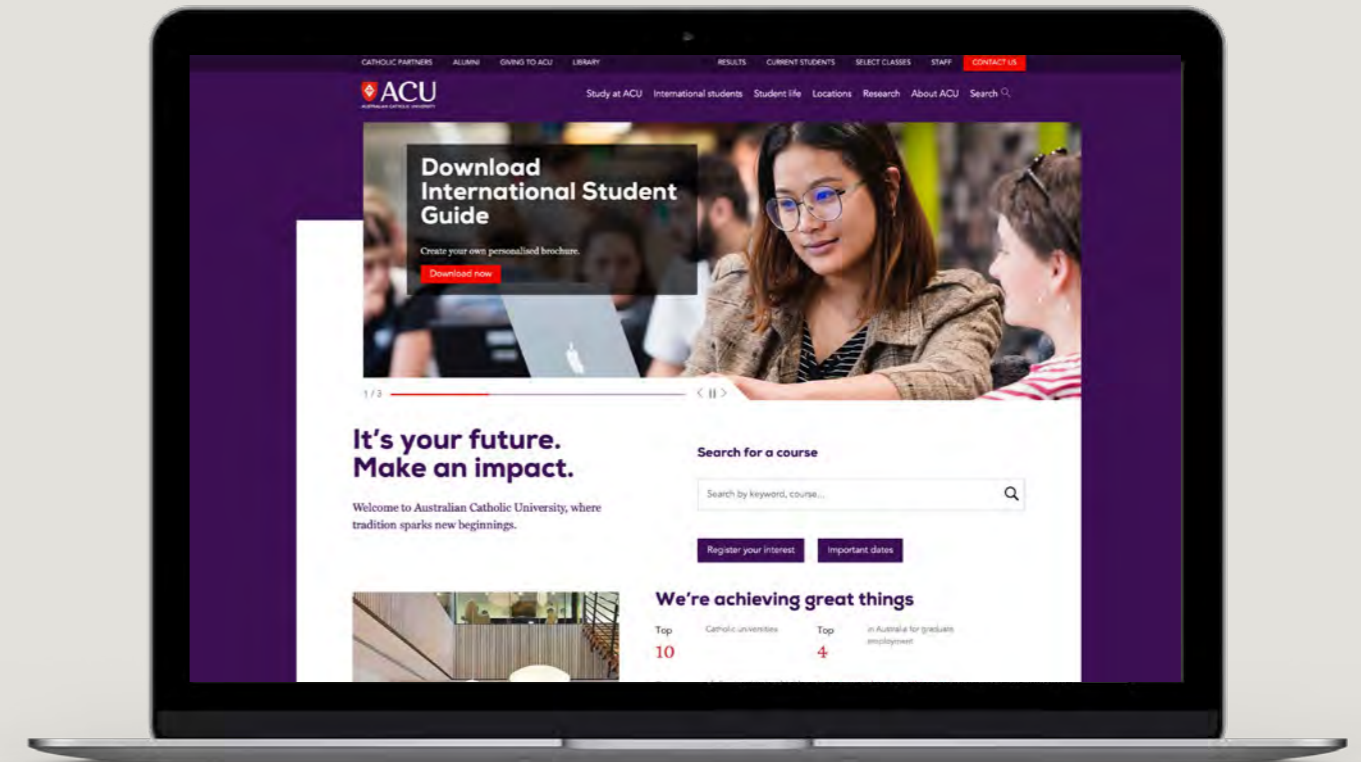 CATHOLIC PARTNERS ALUMNI GIVING TO ACU LIBRARY RESULTS CURRENT STUDENTS SELECT CLASSES STAFF CONTACT US
ACU
AUSTRALIAN CATHOLIC UNIVERSITY
Study at ACU International students Student life Locations Research About ACU Search
Download
International Student
Guide
Create your own personalised brochure.
Download now
1 / 3
It's your future.
Make an impact.
Welcome to Australian Catholic University, where
tradition sparks new beginnings.
Search for a course
Search by keyword, course...
Register your interest Important dates
We're achieving great things
Top
10
Catholic universities
Top
4
in Australia for graduate
employment